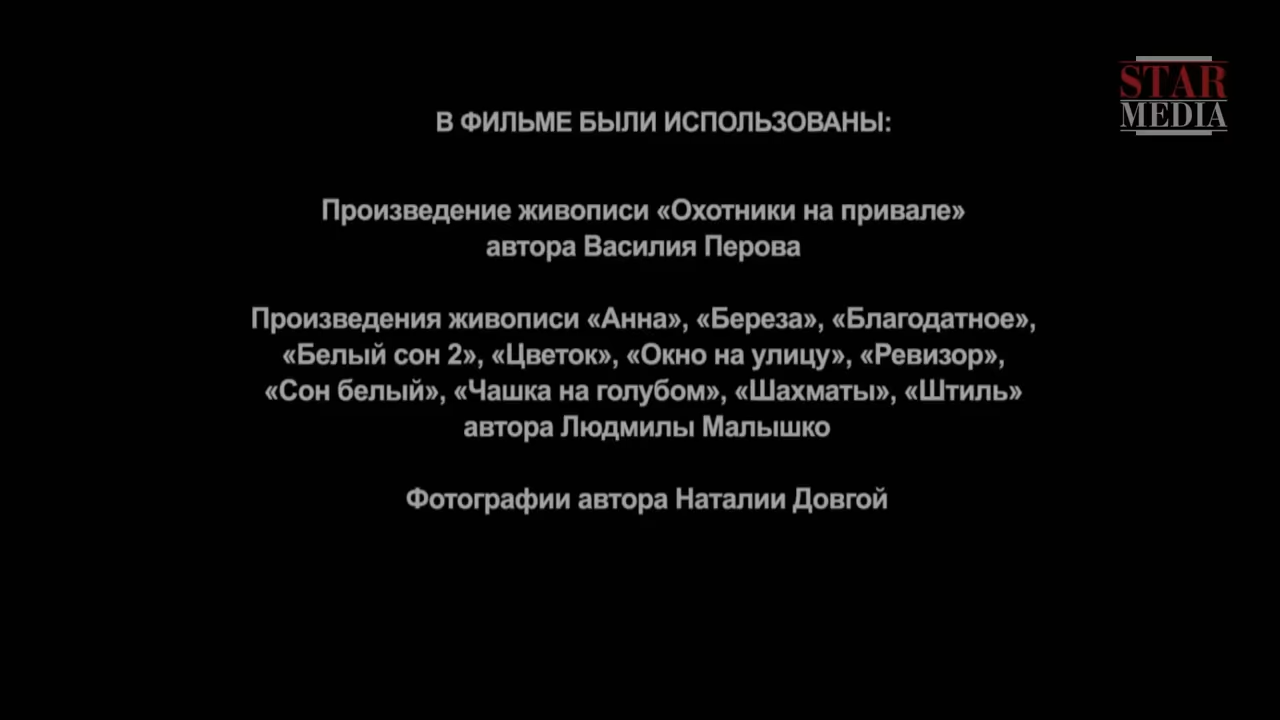 STAR
MEDIA
В ФИЛЬМЕ БЫЛИ ИСПОЛЬЗОВАНЫ:
Произведение живописи «Охотники на привале»
автора Василия Перова
Произведения живописи «Анна», «Береза», «Благодатное»,
«Белый сон 2», «Цветок», «Окно на улицу», «Ревизор»,
«Сон белый», «Чашка на голубом», «Шахматы», «Штиль»
автора Людмилы Малышко
Фотографии автора Наталии Довгой